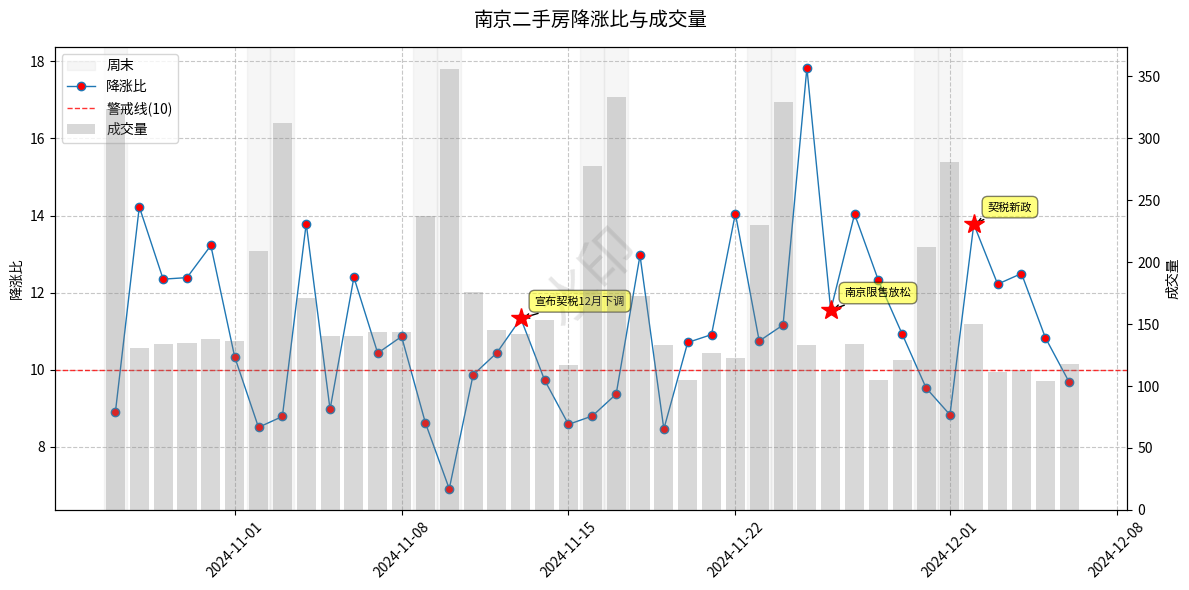 南京二手房降涨比与成交量
周末
降涨比
警戒线(10)
成交量
18
16
14
12
10
8
降涨比
350
300
250
200
150
100
50
0
成交量
契税新政
南京限售放松
宣布契税12月下调
水印
2024-11-01
2024-11-08
2024-11-15
2024-11-22
2024-12-01
2024-12-08